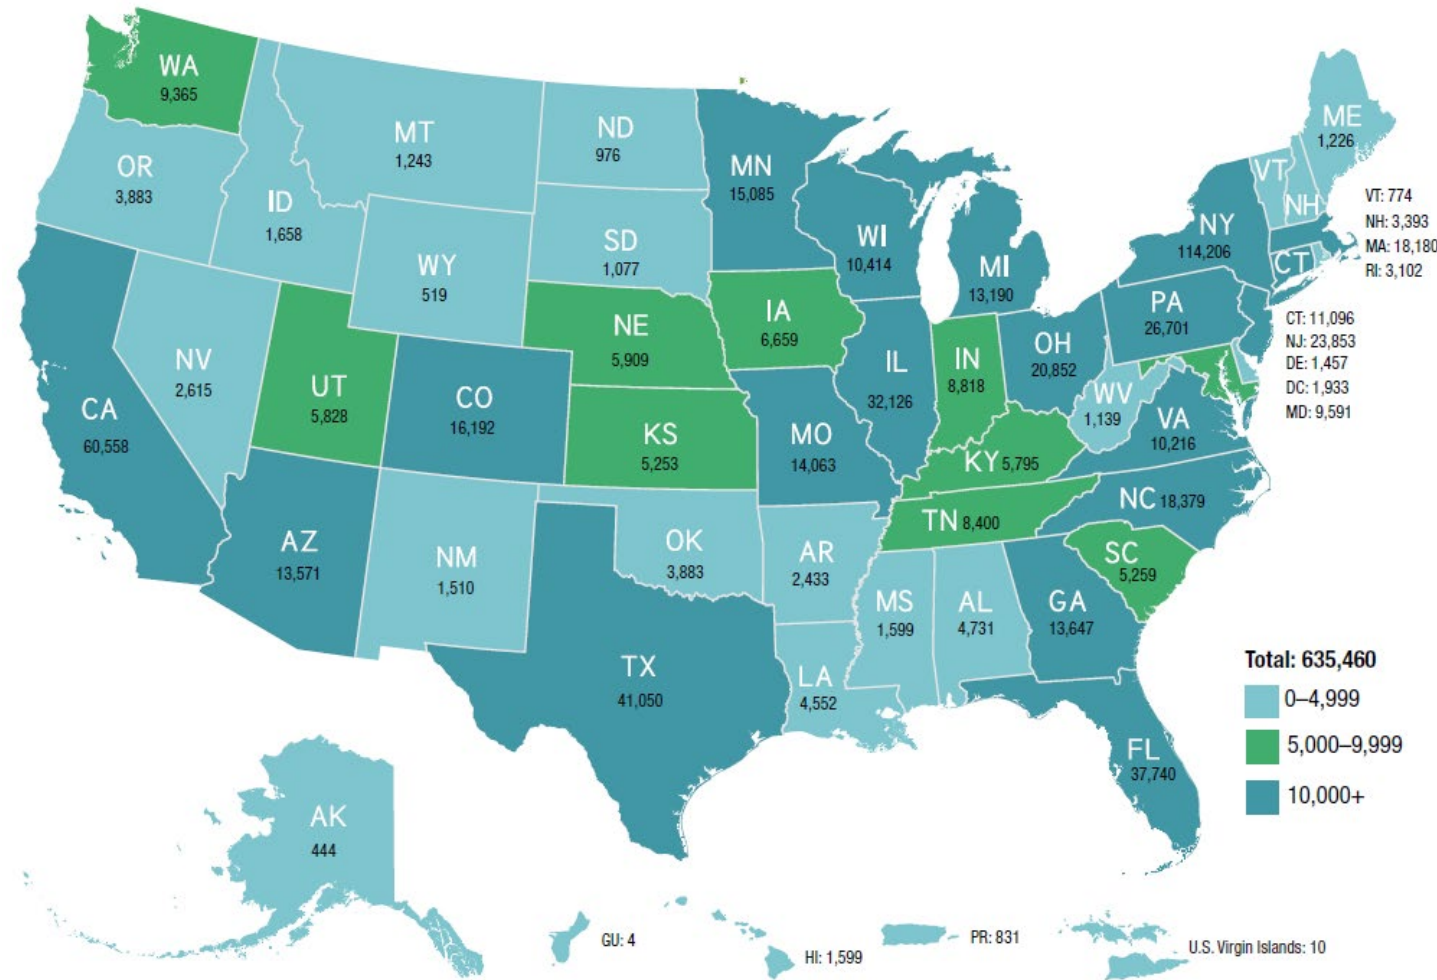 WA
9,365
OR
3,883
ID
1,658
MT
1,243
ND
976
MN
15,085
WI
10,414
MI
13,190
NY
114,206
VT
NH
ME
1,226
VT: 774
NH: 3,393
MA: 18,180
RI: 3,102
CT
CT: 11,096
NJ: 23,853
DE: 1,457
DC: 1,933
MD: 9,591
WY
519
SD
1,077
NE
5,909
IA
6,659
IL
32,126
IN
8,818
OH
20,852
PA
26,701
WV
1,139
VA
10,216
CA
60,558
NV
2,615
UT
5,828
CO
16,192
KS
5,253
MO
14,063
KY 5,795
TN 8,400
NC 18,379
SC
5,259
AZ
13,571
NM
1,510
OK
3,883
AR
2,433
MS
1,599
AL
4,731
GA
13,647
TX
41,050
LA
4,552
FL
37,740
Total: 635,460
0–4,999
5,000–9,999
10,000+
AK
444
GU: 4
HI: 1,599
PR: 831
U.S. Virgin Islands: 10